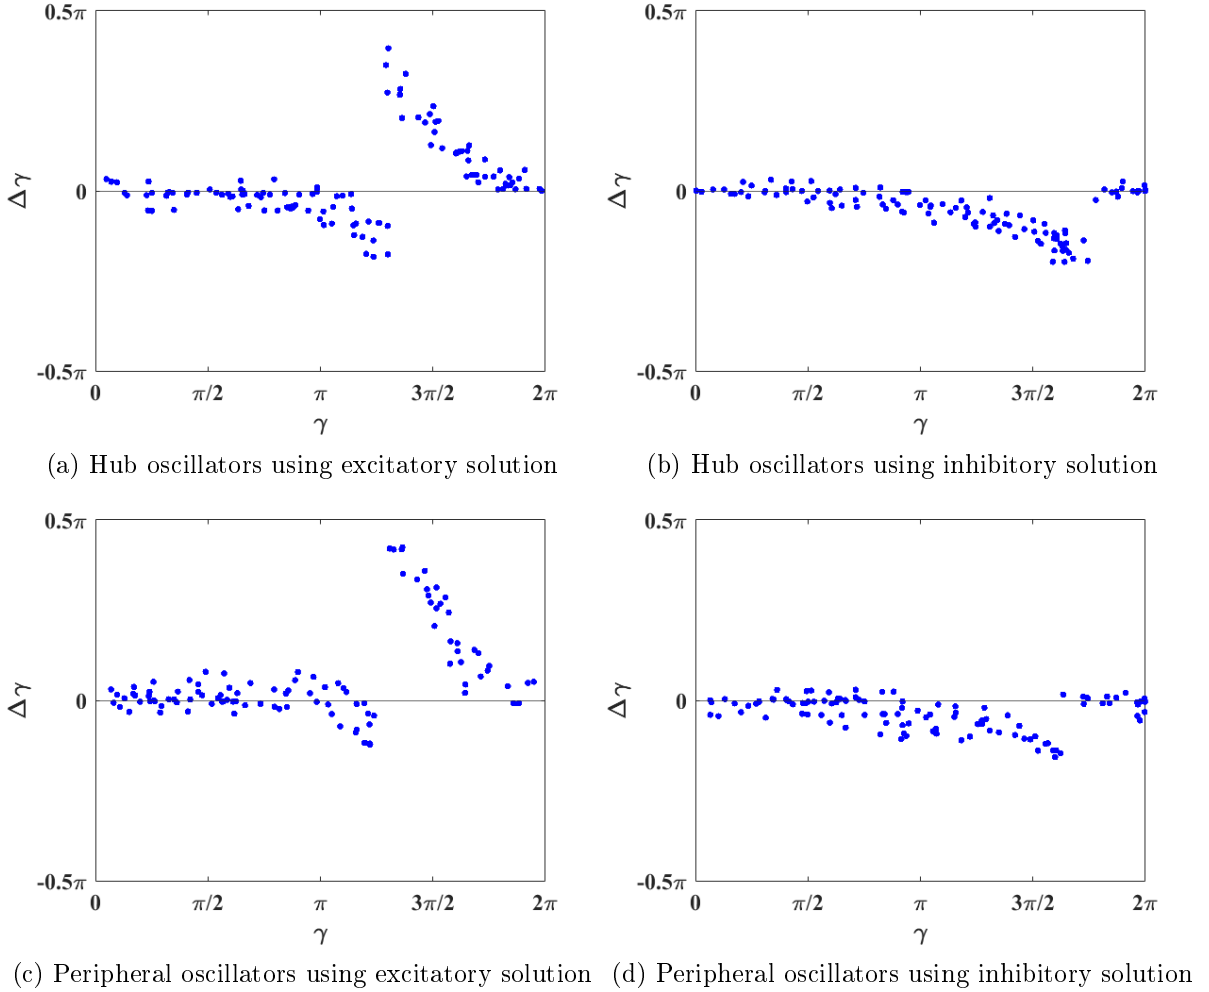 0.5π
0
-0.5π
Δγ
0 π/2 π 3π/2 2π
γ
(a) Hub oscillators using excitatory solution
0.5π
0
-0.5π
Δγ
0 π/2 π 3π/2 2π
γ
(b) Hub oscillators using inhibitory solution
0.5π
0
-0.5π
Δγ
0 π/2 π 3π/2 2π
γ
(c) Peripheral oscillators using excitatory solution
0.5π
0
-0.5π
Δγ
0 π/2 π 3π/2 2π
γ
(d) Peripheral oscillators using inhibitory solution